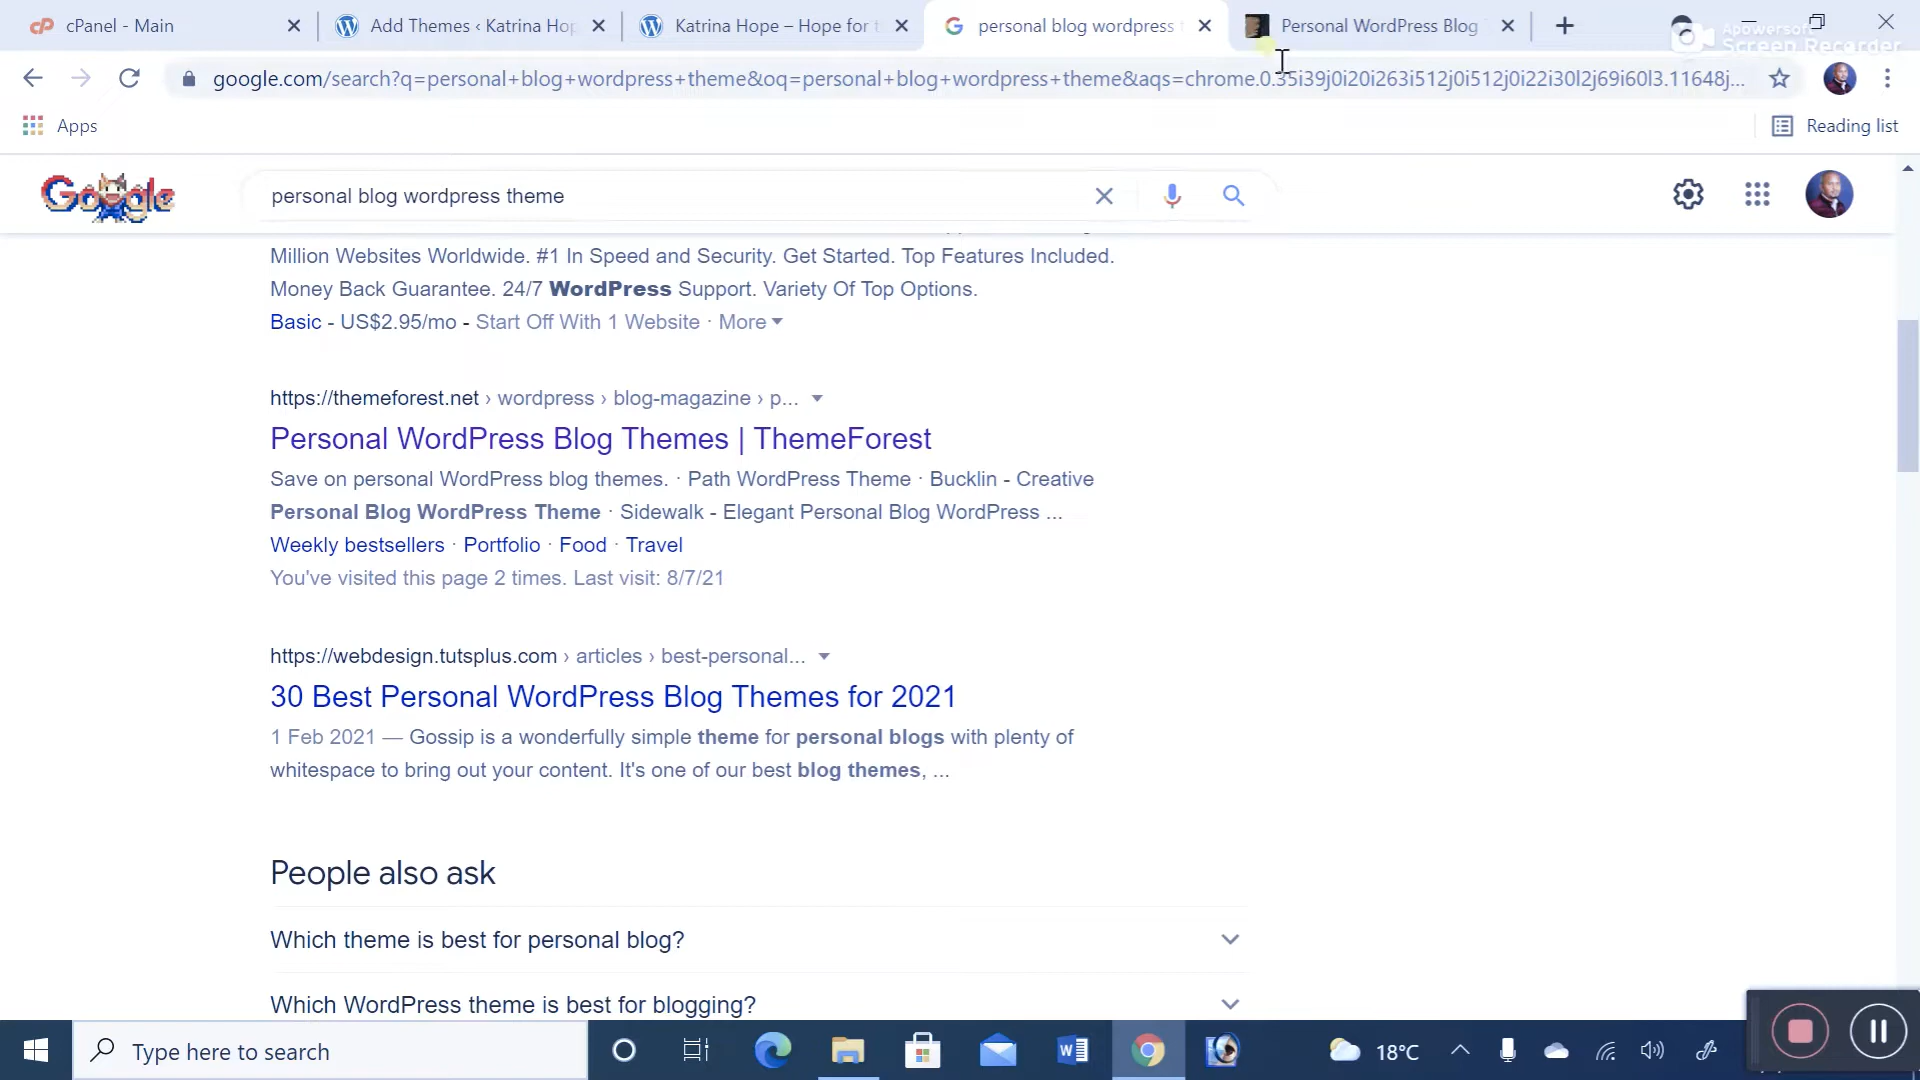 cPanel - Main
Add Themes ‹ Katrina Hop
Katrina Hope – Hope for t
personal blog wordpress t
Personal WordPress Blog T
Apowersoft
Screen Recorder
google.com/search?q=personal+blog+wordpress+theme&oq=personal+blog+wordpress+theme&aqs=chrome.0.35i39j0i20i263i512j0i512j0i22i30l2j69i60l3.11648j...
Apps
Reading list
Google
personal blog wordpress theme
Million Websites Worldwide. #1 In Speed and Security. Get Started. Top Features Included.
Money Back Guarantee. 24/7 WordPress Support. Variety Of Top Options.
Basic - US$2.95/mo - Start Off With 1 Website · More
https://themeforest.net › wordpress › blog-magazine › p...
Personal WordPress Blog Themes | ThemeForest
Save on personal WordPress blog themes. · Path WordPress Theme · Bucklin - Creative
Personal Blog WordPress Theme · Sidewalk - Elegant Personal Blog WordPress ...
Weekly bestsellers · Portfolio · Food · Travel
You've visited this page 2 times. Last visit: 8/7/21
https://webdesign.tutsplus.com › articles › best-personal...
30 Best Personal WordPress Blog Themes for 2021
1 Feb 2021 — Gossip is a wonderfully simple theme for personal blogs with plenty of
whitespace to bring out your content. It's one of our best blog themes, ...
People also ask
Which theme is best for personal blog?
Which WordPress theme is best for blogging?
Type here to search
18°C